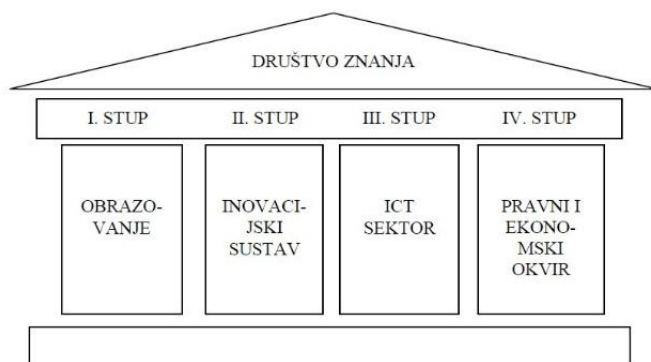 DRUŠTVO ZNANJA
I. STUP
II. STUP
III. STUP
IV. STUP
OBRAZO-
VANJE
INOVACI-
JSKI
SUSTAV
ICT
SEKTOR
PRAVNI I
EKONO-
MSKI
OKVIR